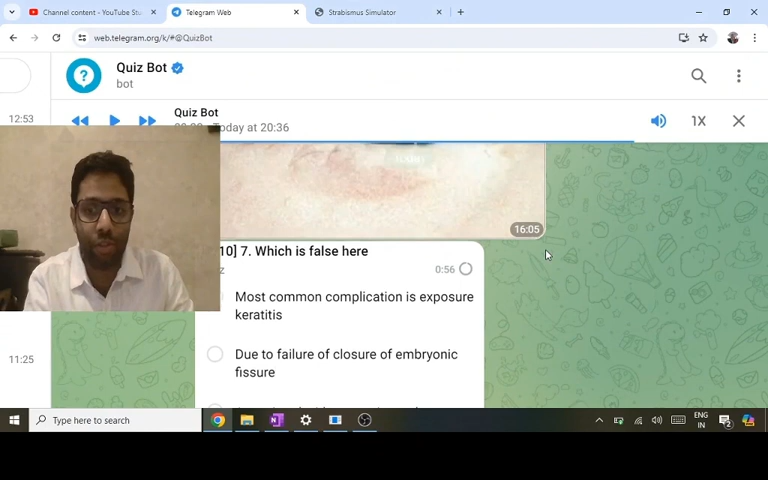 Channel content - YouTube Stu
Telegram Web
Strabismus Simulator
web.telegram.org/k/#@QuizBot
Quiz Bot
bot
12:53
Quiz Bot
Today at 20:36
1X
16:05
10] 7. Which is false here
z
0:56
Most common complication is exposure
keratitis
Due to failure of closure of embryonic
fissure
11:25
Type here to search
ENG
IN
2